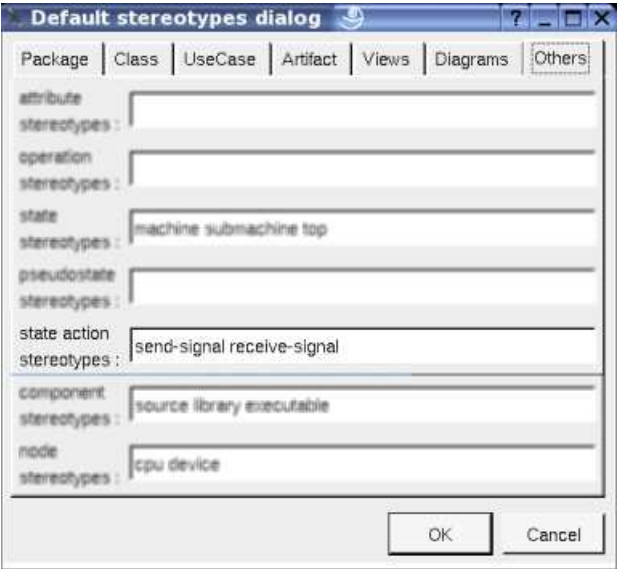 Default stereotypes dialog
Package Class UseCase Artifact Views Diagrams Others
attribute
stereotypes :
operation
stereotypes :
state
stereotypes :
machine submachine top
pseudostate
stereotypes :
state action
stereotypes :
send-signal receive-signal
component
stereotypes :
source library executable
node
stereotypes :
cpu device
OK Cancel